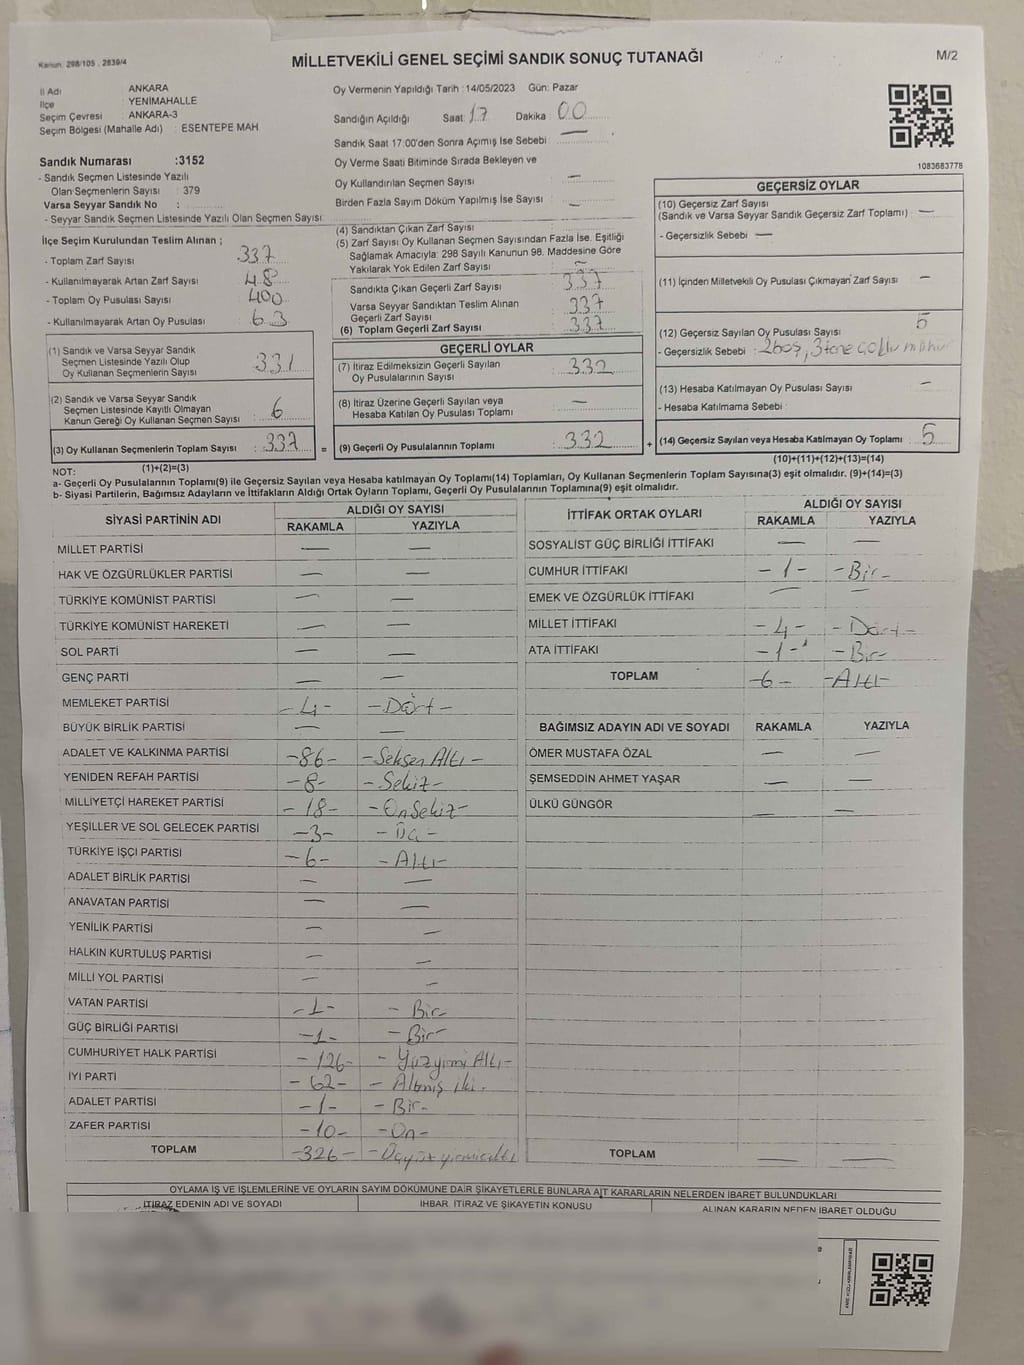 Kanun: 298/105 , 2839/4
MİLLETVEKİLİ GENEL SEÇİMİ SANDIK SONUÇ TUTANAĞI
M/2
İl Adı ANKARA
İlçe YENİMAHALLE
Seçim Çevresi ANKARA-3
Seçim Bölgesi (Mahalle Adı) : ESENTEPE MAH
Sandık Numarası :3152
- Sandık Seçmen Listesinde Yazılı
Olan Seçmenlerin Sayısı : 379
Varsa Seyyar Sandık No :
- Seyyar Sandık Seçmen Listesinde Yazılı Olan Seçmen Sayısı:
Oy Vermenin Yapıldığı Tarih :14/05/2023 Gün: Pazar
Sandığın Açıldığı Saat: 17 Dakika 00
Sandık Saat 17:00'den Sonra Açımış İse Sebebi : —
Oy Verme Saati Bitiminde Sırada Bekleyen ve
Oy Kullandırılan Seçmen Sayısı : —
Birden Fazla Sayım Döküm Yapılmış İse Sayısı : —
1083683778
İlçe Seçim Kurulundan Teslim Alınan ;
- Toplam Zarf Sayısı : 337
- Kullanılmayarak Artan Zarf Sayısı : 48
- Toplam Oy Pusulası Sayısı : 400
- Kullanılmayarak Artan Oy Pusulası : 63
(4) Sandıktan Çıkan Zarf Sayısı :
(5) Zarf Sayısı Oy Kullanan Seçmen Sayısından Fazla İse. Eşitliği
Sağlamak Amacıyla: 298 Sayılı Kanunun 98. Maddesine Göre
Yakılarak Yok Edilen Zarf Sayısı : —
Sandıkta Çıkan Geçerli Zarf Sayısı : 337
Varsa Seyyar Sandıktan Teslim Alınan
Geçerli Zarf Sayısı : 337
(6) Toplam Geçerli Zarf Sayısı : 337
GEÇERSİZ OYLAR
(10) Geçersiz Zarf Sayısı
(Sandık ve Varsa Seyyar Sandık Geçersiz Zarf Toplamı) : —
- Geçersizlik Sebebi : —
(11) İçinden Milletvekili Oy Pusulası Çıkmayan Zarf Sayısı : —
(12) Geçersiz Sayılan Oy Pusulası Sayısı : 5
- Geçersizlik Sebebi : 2boş, 3tane
(13) Hesaba Katılmayan Oy Pusulası Sayısı : —
- Hesaba Katılmama Sebebi :
(14) Geçersiz Sayılan veya Hesaba Katılmayan Oy Toplamı : 5
(10)+(11)+(12)+(13)=(14)
(1) Sandık ve Varsa Seyyar Sandık
Seçmen Listesinde Yazılı Olup
Oy Kullanan Seçmenlerin Sayısı : 331
(2) Sandık ve Varsa Seyyar Sandık
Seçmen Listesinde Kayıtlı Olmayan
Kanun Gereği Oy Kullanan Seçmen Sayısı : 6
(3) Oy Kullanan Seçmenlerin Toplam Sayısı : 337 =
(1)+(2)=(3)
GEÇERLİ OYLAR
(7) İtiraz Edilmeksizin Geçerli Sayılan
Oy Pusulalarının Sayısı : 332
(8) İtiraz Üzerine Geçerli Sayılan veya
Hesaba Katılan Oy Pusulası Toplamı : —
(9) Geçerli Oy Pusulalarının Toplamı : 332 +
NOT:
a- Geçerli Oy Pusulalarının Toplamı(9) ile Geçersiz Sayılan veya Hesaba katılmayan Oy Toplamı(14) Toplamları, Oy Kullanan Seçmenlerin Toplam Sayısına(3) eşit olmalıdır. (9)+(14)=(3)
b- Siyasi Partilerin, Bağımsız Adayların ve İttifakların Aldığı Ortak Oyların Toplamı, Geçerli Oy Pusulalarının Toplamına(9) eşit olmalıdır.
SİYASİ PARTİNİN ADI
ALDIĞI OY SAYISI
RAKAMLA YAZIYLA
MİLLET PARTİSİ — —
HAK VE ÖZGÜRLÜKLER PARTİSİ — —
TÜRKİYE KOMÜNİST PARTİSİ — —
TÜRKİYE KOMÜNİST HAREKETİ — —
SOL PARTİ — —
GENÇ PARTİ — —
MEMLEKET PARTİSİ -4- -Dört-
BÜYÜK BİRLİK PARTİSİ — —
ADALET VE KALKINMA PARTİSİ -86- -Seksen Altı-
YENİDEN REFAH PARTİSİ -8- -Sekiz-
MİLLİYETÇİ HAREKET PARTİSİ -18- -OnSekiz-
YEŞİLLER VE SOL GELECEK PARTİSİ -3- -Üç-
TÜRKİYE İŞÇİ PARTİSİ -6- -Altı-
ADALET BİRLİK PARTİSİ — —
ANAVATAN PARTİSİ — —
YENİLİK PARTİSİ — —
HALKIN KURTULUŞ PARTİSİ — —
MİLLİ YOL PARTİSİ — —
VATAN PARTİSİ -1- -Bir-
GÜÇ BİRLİĞİ PARTİSİ -1- -Bir-
CUMHURİYET HALK PARTİSİ -126- -Yüzyirmi Altı-
İYİ PARTİ -62- -Altmış iki-
ADALET PARTİSİ -1- -Bir-
ZAFER PARTİSİ -10- -On-
TOPLAM -326- -Üçyüz yirmialtı
İTTİFAK ORTAK OYLARI
ALDIĞI OY SAYISI
RAKAMLA YAZIYLA
SOSYALİST GÜÇ BİRLİĞİ İTTİFAKI — —
CUMHUR İTTİFAKI -1- -Bir-
EMEK VE ÖZGÜRLÜK İTTİFAKI — —
MİLLET İTTİFAKI -4- -Dört-
ATA İTTİFAKI -1- -Bir-
TOPLAM -6- -Altı-
BAĞIMSIZ ADAYIN ADI VE SOYADI RAKAMLA YAZIYLA
ÖMER MUSTAFA ÖZAL — —
ŞEMSEDDİN AHMET YAŞAR — —
ÜLKÜ GÜNGÖR — —
TOPLAM — —
OYLAMA İŞ VE İŞLEMLERİNE VE OYLARIN SAYIM DÖKÜMÜNE DAİR ŞİKAYETLERLE BUNLARA AİT KARARLARIN NELERDEN İBARET BULUNDUKLARI
İTİRAZ EDENİN ADI VE SOYADI İHBAR, İTİRAZ VE ŞİKAYETİN KONUSU ALINAN KARARIN NEDEN İBARET OLDUĞU